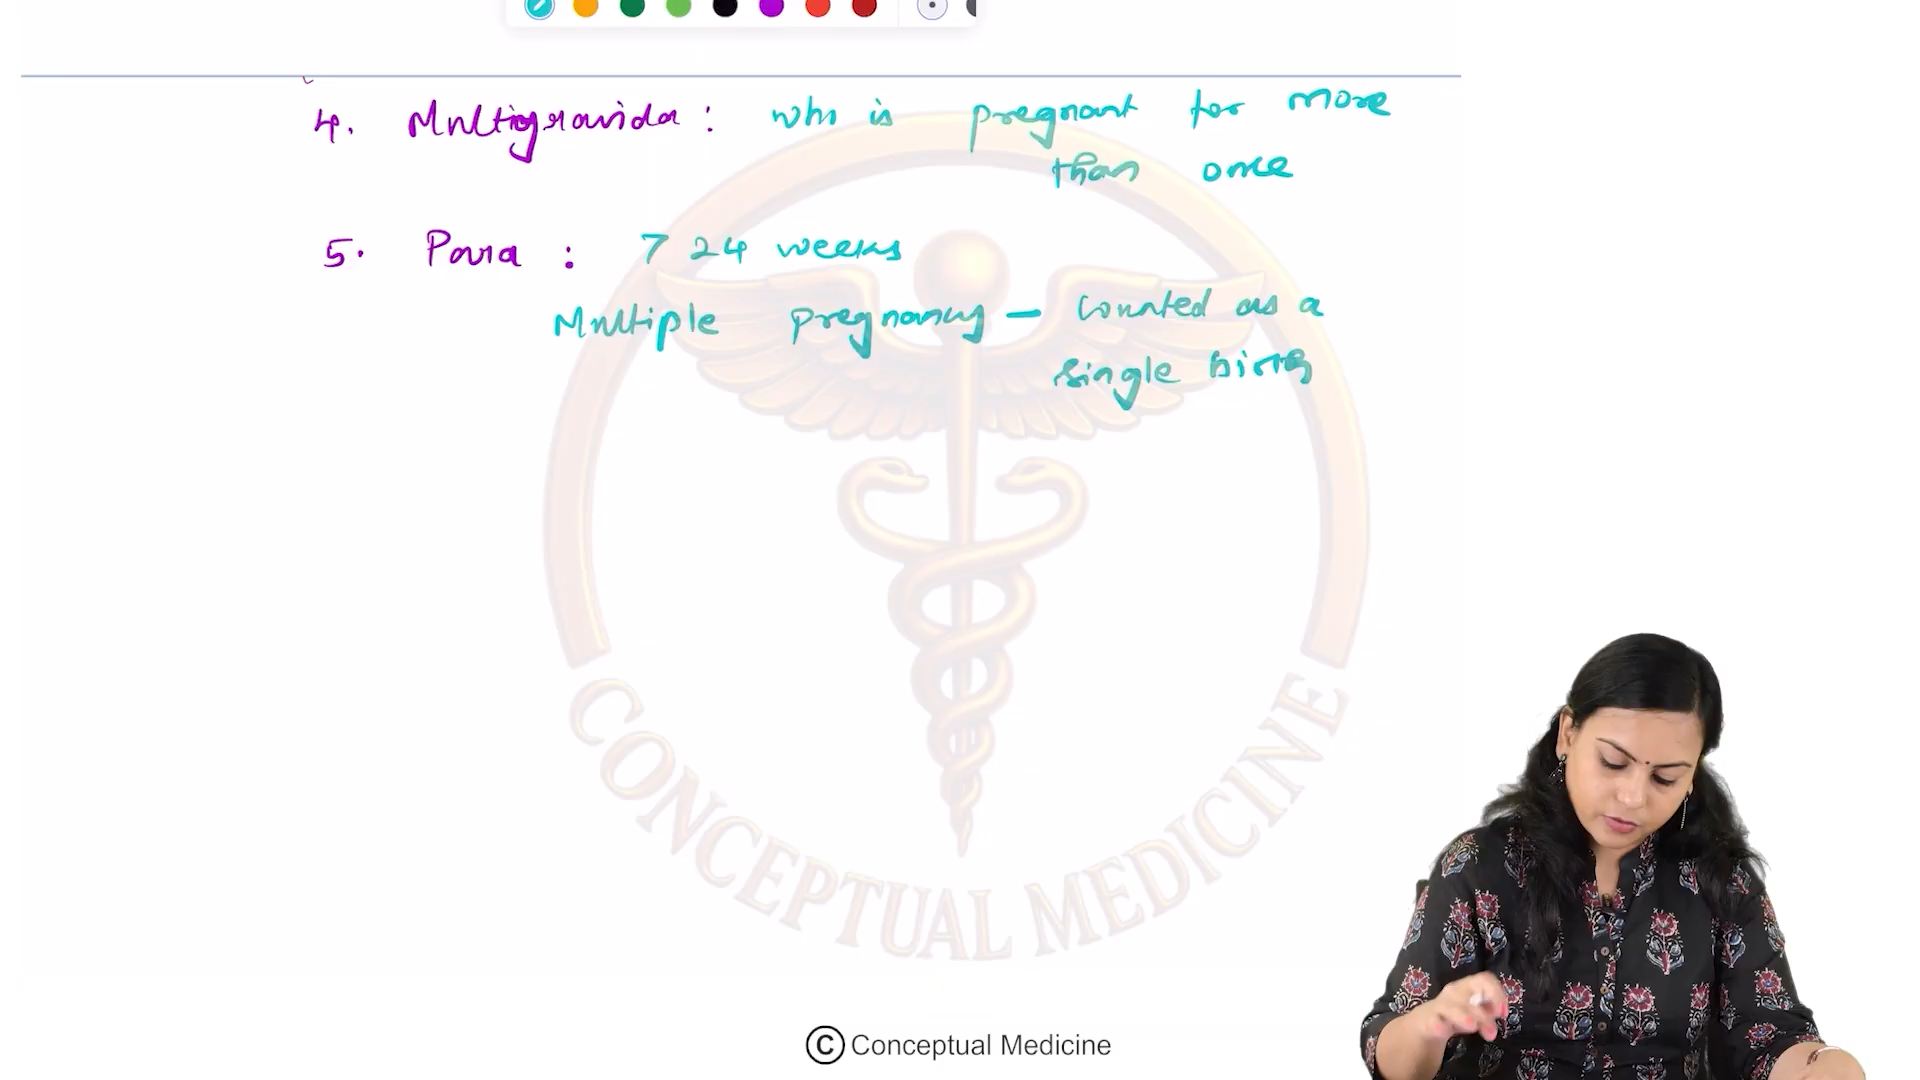 4. Multigravida : who is pregnant for more
than once
5. Para : > 24 weeks
Multiple pregnancy – counted as a
single birth
CONCEPTUAL MEDICINE
© Conceptual Medicine